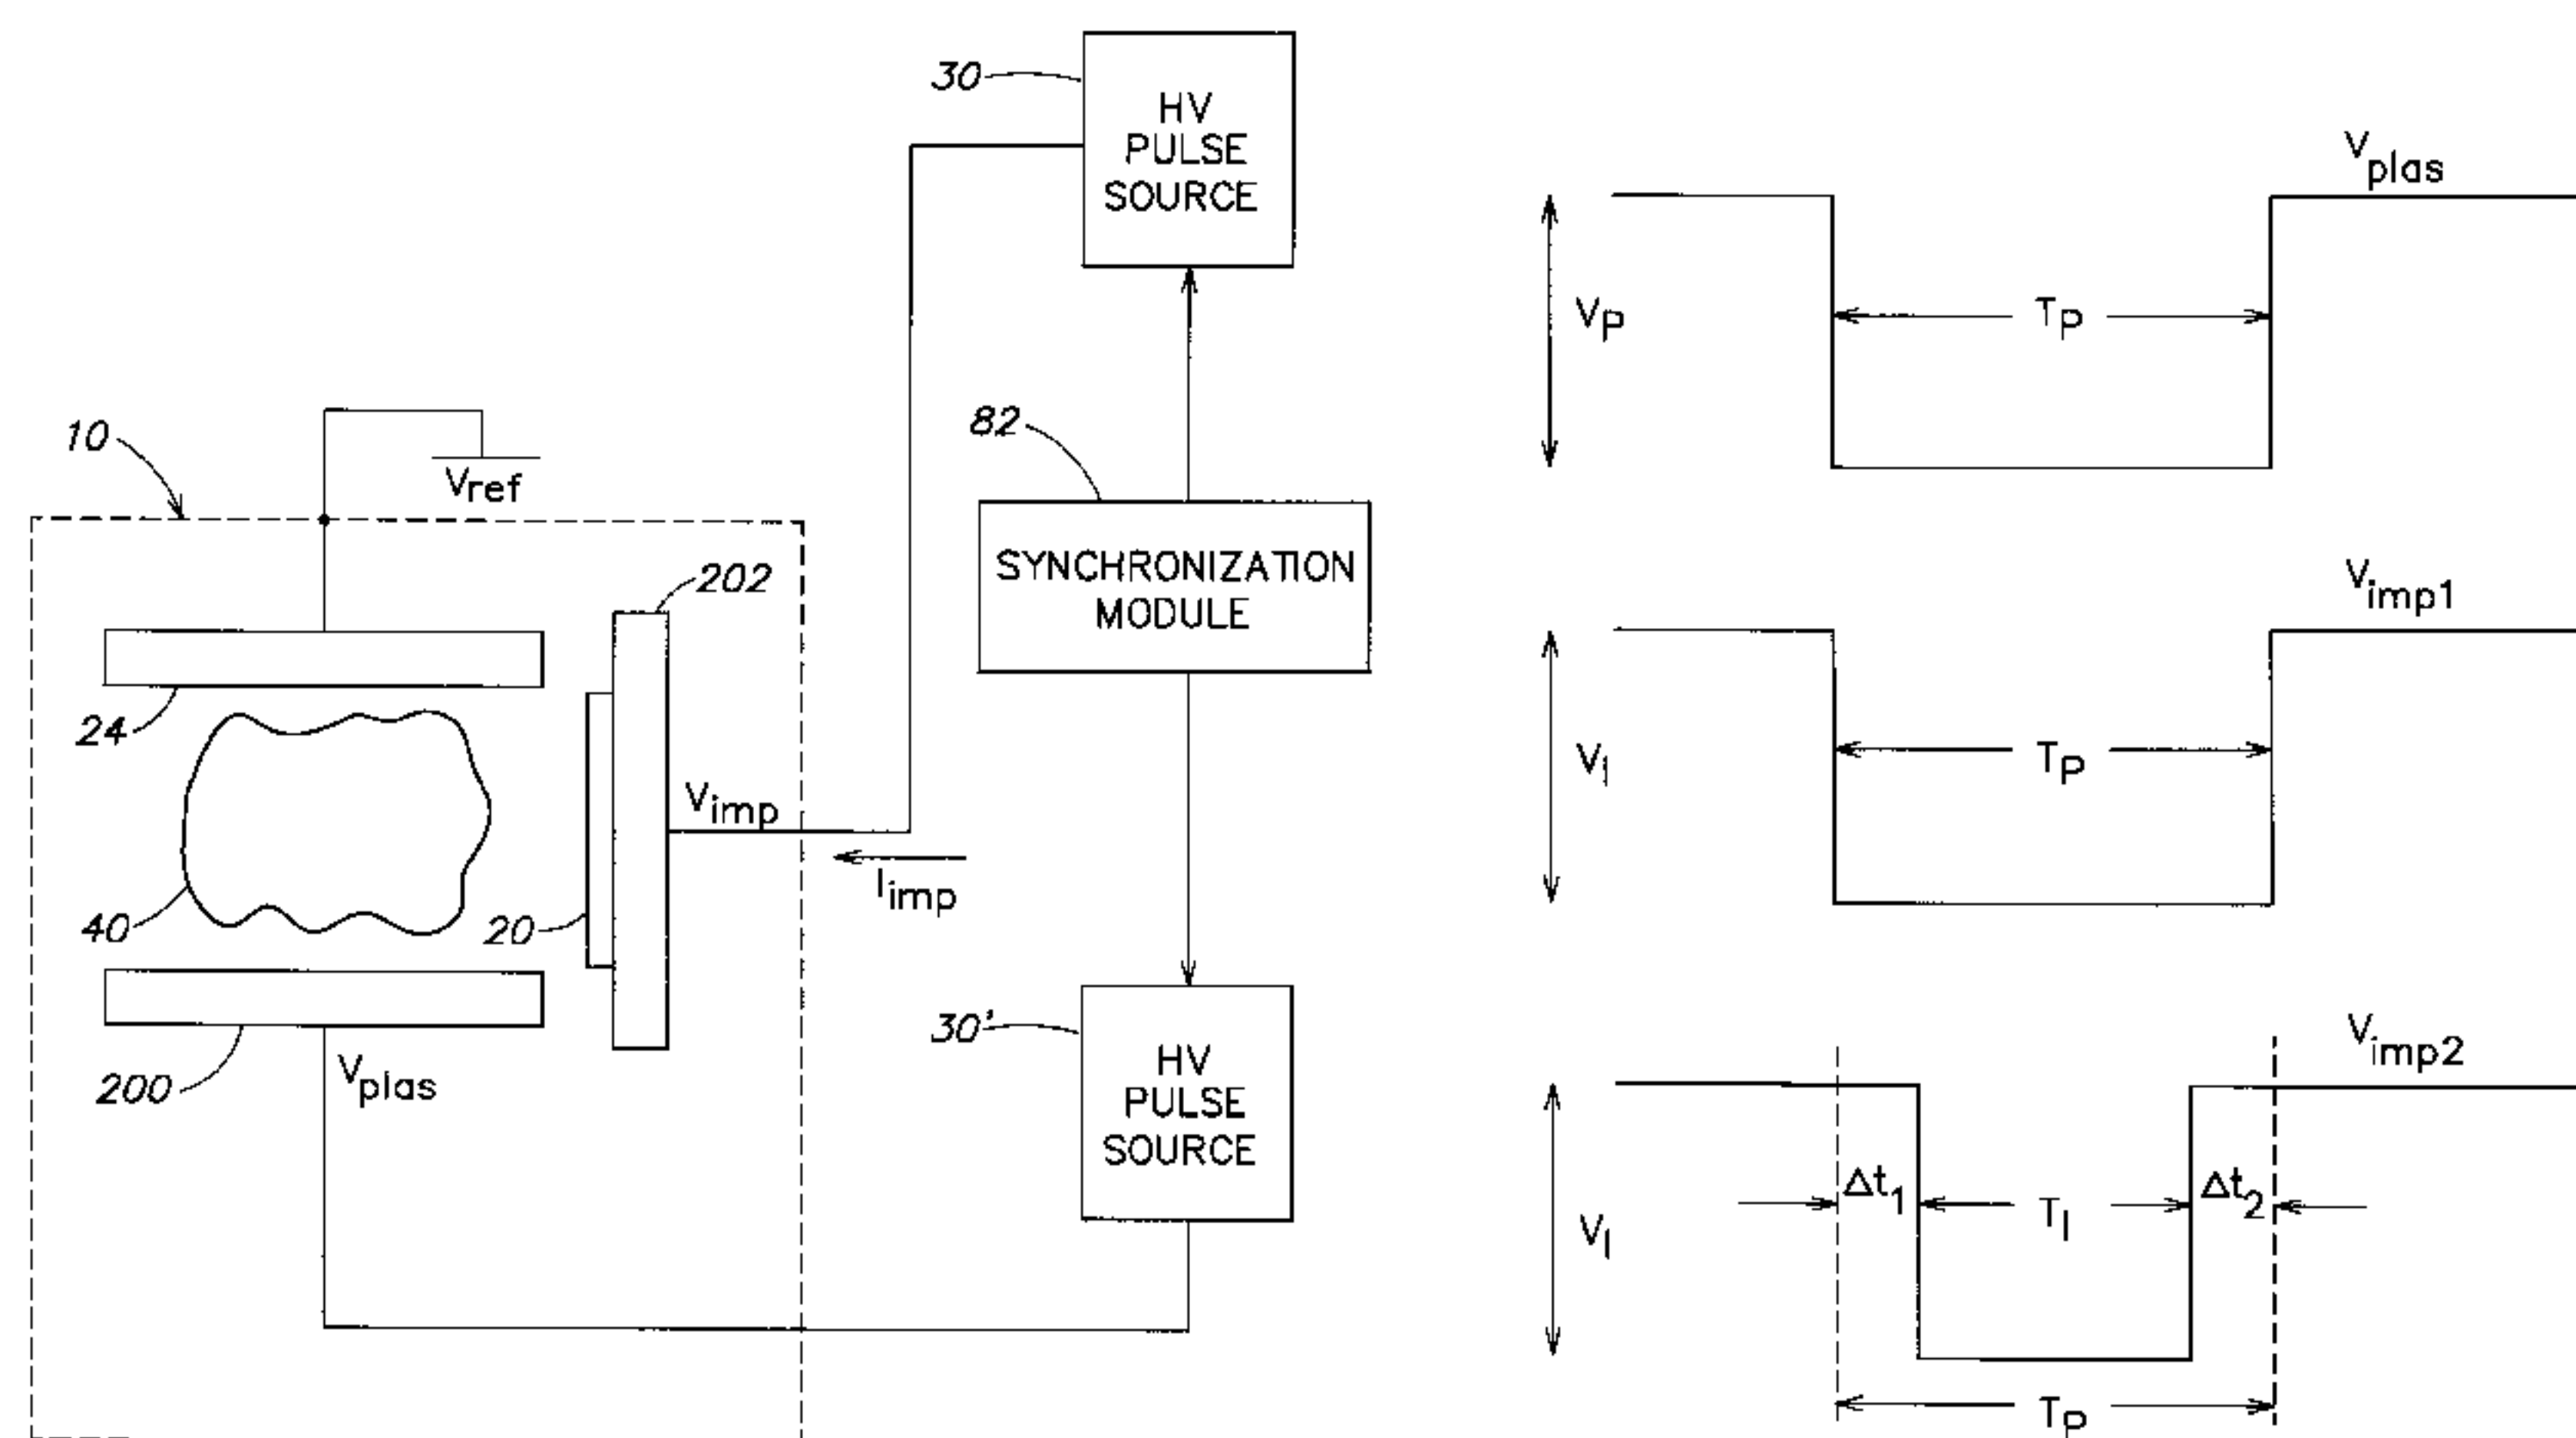 30
HV
PULSE
SOURCE
10
Vref
82
SYNCHRONIZATION
MODULE
202
24
Vimp
Iimp
40
20
200
Vplas
30'
HV
PULSE
SOURCE
Vplas
VP
TP
Vimp1
VI
TP
Vimp2
VI
Δt1
TI
Δt2
TP